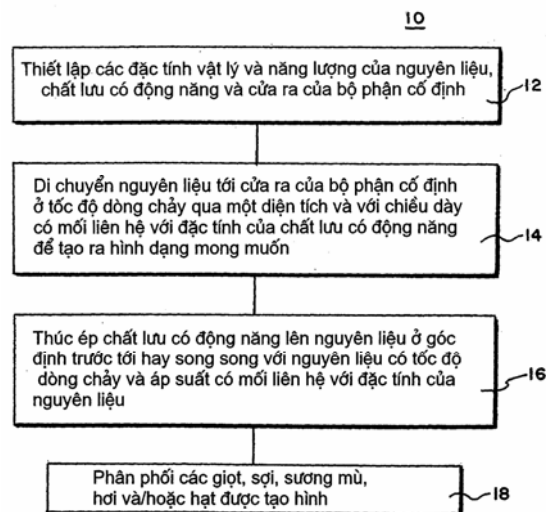 10
Thiết lập các đặc tính vật lý và năng lượng của nguyên liệu,
chất lưu có động năng và cửa ra của bộ phận cố định
12
Di chuyển nguyên liệu tới cửa ra của bộ phận cố định
ở tốc độ dòng chảy qua một diện tích và với chiều dày
có mối liên hệ với đặc tính của chất lưu có động năng
để tạo ra hình dạng mong muốn
14
Thúc ép chất lưu có động năng lên nguyên liệu ở góc
định trước tới hay song song với nguyên liệu có tốc độ
dòng chảy và áp suất có mối liên hệ với đặc tính của
nguyên liệu
16
Phân phối các giọt, sợi, sương mù,
hơi và/hoặc hạt được tạo hình
18